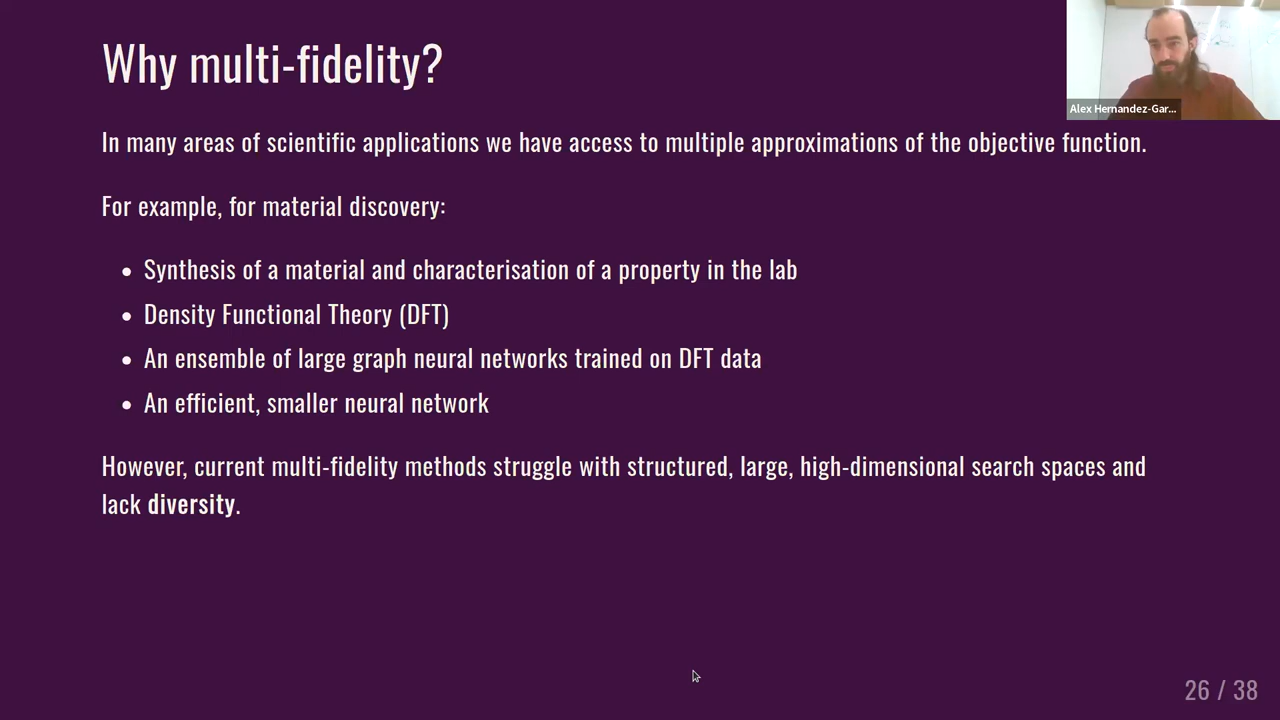 Why multi-fidelity?
Alex Hernandez-Gar...
In many areas of scientific applications we have access to multiple approximations of the objective function.
For example, for material discovery:
• Synthesis of a material and characterisation of a property in the lab
• Density Functional Theory (DFT)
• An ensemble of large graph neural networks trained on DFT data
• An efficient, smaller neural network
However, current multi-fidelity methods struggle with structured, large, high-dimensional search spaces and
lack diversity.
26 / 38